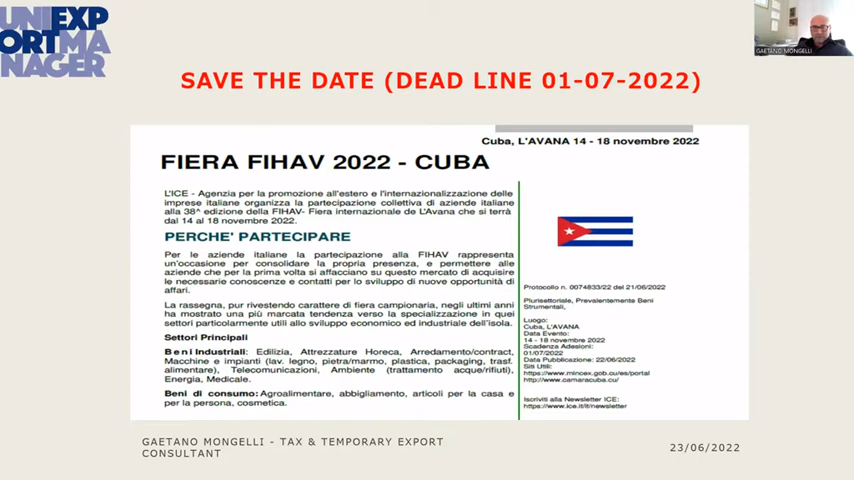 UNIEXP
ORTMA
NAGER
GAETANO MONGELLI
SAVE THE DATE (DEAD LINE 01-07-2022)
Cuba, L'AVANA 14 - 18 novembre 2022
FIERA FIHAV 2022 - CUBA
L'ICE - Agenzia per la promozione all'estero e l'internazionalizzazione delle
imprese italiane organizza la partecipazione collettiva di aziende italiane
alla 38^ edizione della FIHAV- Fiera internazionale de L'Avana che si terrà
dal 14 al 18 novembre 2022.
PERCHE' PARTECIPARE
Per le aziende italiane la partecipazione alla FIHAV rappresenta
un'occasione per consolidare la propria presenza, e permettere alle
aziende che per la prima volta si affacciano su questo mercato di acquisire
le necessarie conoscenze e contatti per lo sviluppo di nuove opportunità di
affari.
La rassegna, pur rivestendo carattere di fiera campionaria, negli ultimi anni
ha mostrato una più marcata tendenza verso la specializzazione in quei
settori particolarmente utili allo sviluppo economico ed industriale dell'isola.
Settori Principali
Beni Industriali: Edilizia, Attrezzature Horeca, Arredamento/contract,
Macchine e impianti (lav. legno, pietra/marmo, plastica, packaging, trasf.
alimentare), Telecomunicazioni, Ambiente (trattamento acque/rifiuti),
Energia, Medicale.
Beni di consumo: Agroalimentare, abbigliamento, articoli per la casa e
per la persona, cosmetica.
Protocollo n. 0074833/22 del 21/06/2022
Plurisettoriale, Prevalentemente Beni
Strumentali,
Luogo:
Cuba, L'AVANA
Data Evento:
14 - 18 novembre 2022
Scadenza Adesioni:
01/07/2022
Data Pubblicazione: 22/06/2022
Siti Utili:
https://www.mincex.gob.cu/es/portal
http://www.camaracuba.cu/
Iscriviti alla Newsletter ICE:
https://www.ice.it/it/newsletter
GAETANO MONGELLI - TAX & TEMPORARY EXPORT
CONSULTANT
23/06/2022